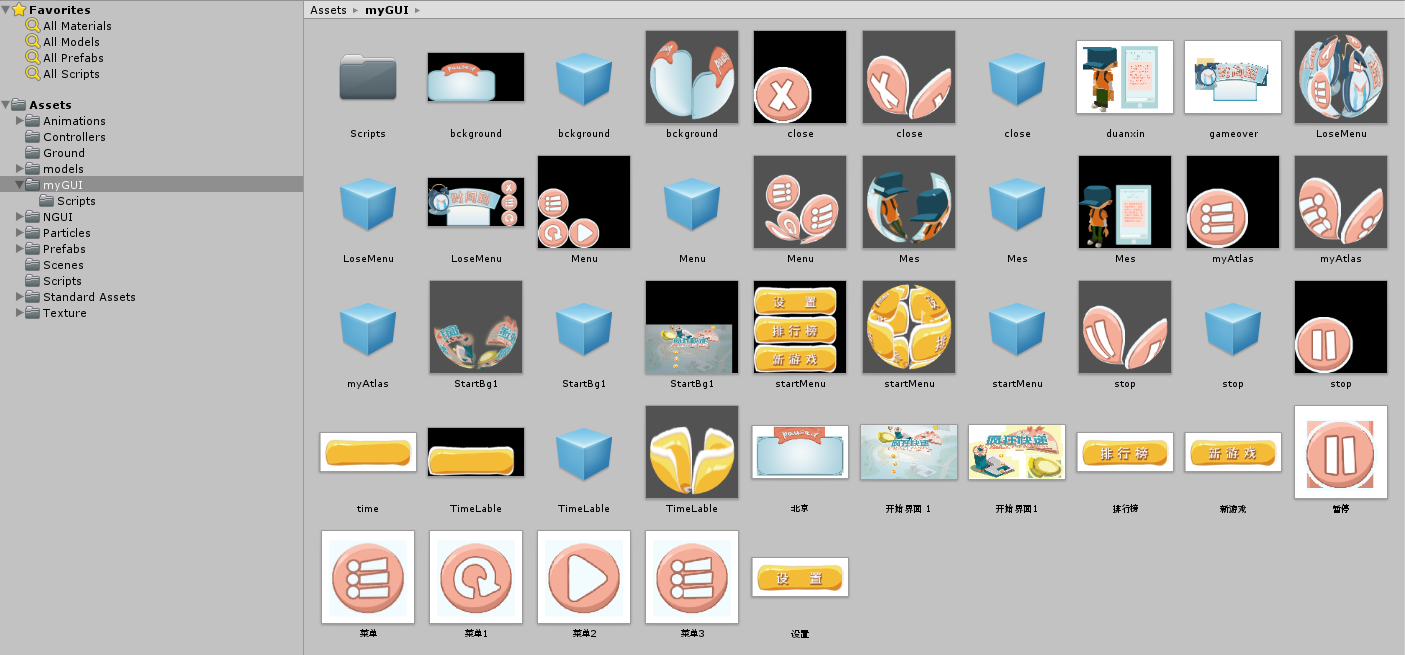 Favorites
All Materials
All Models
All Prefabs
All Scripts
Assets
Animations
Controllers
Ground
models
myGUI
Scripts
NGUI
Particles
Prefabs
Scenes
Scripts
Standard Assets
Texture
Assets ▸ myGUI ▸
Scripts bckground bckground bckground close close close duanxin gameover LoseMenu
LoseMenu LoseMenu Menu Menu Menu Mes Mes Mes myAtlas myAtlas
设 置
排行榜
新游戏
myAtlas StartBg1 StartBg1 StartBg1 startMenu startMenu startMenu stop stop stop
疯狂快递
排行榜
新游戏
time TimeLable TimeLable TimeLable 北京 开始界面 1 开始界面1 排行榜 新游戏 暂停
设 置
菜单 菜单1 菜单2 菜单3 设置